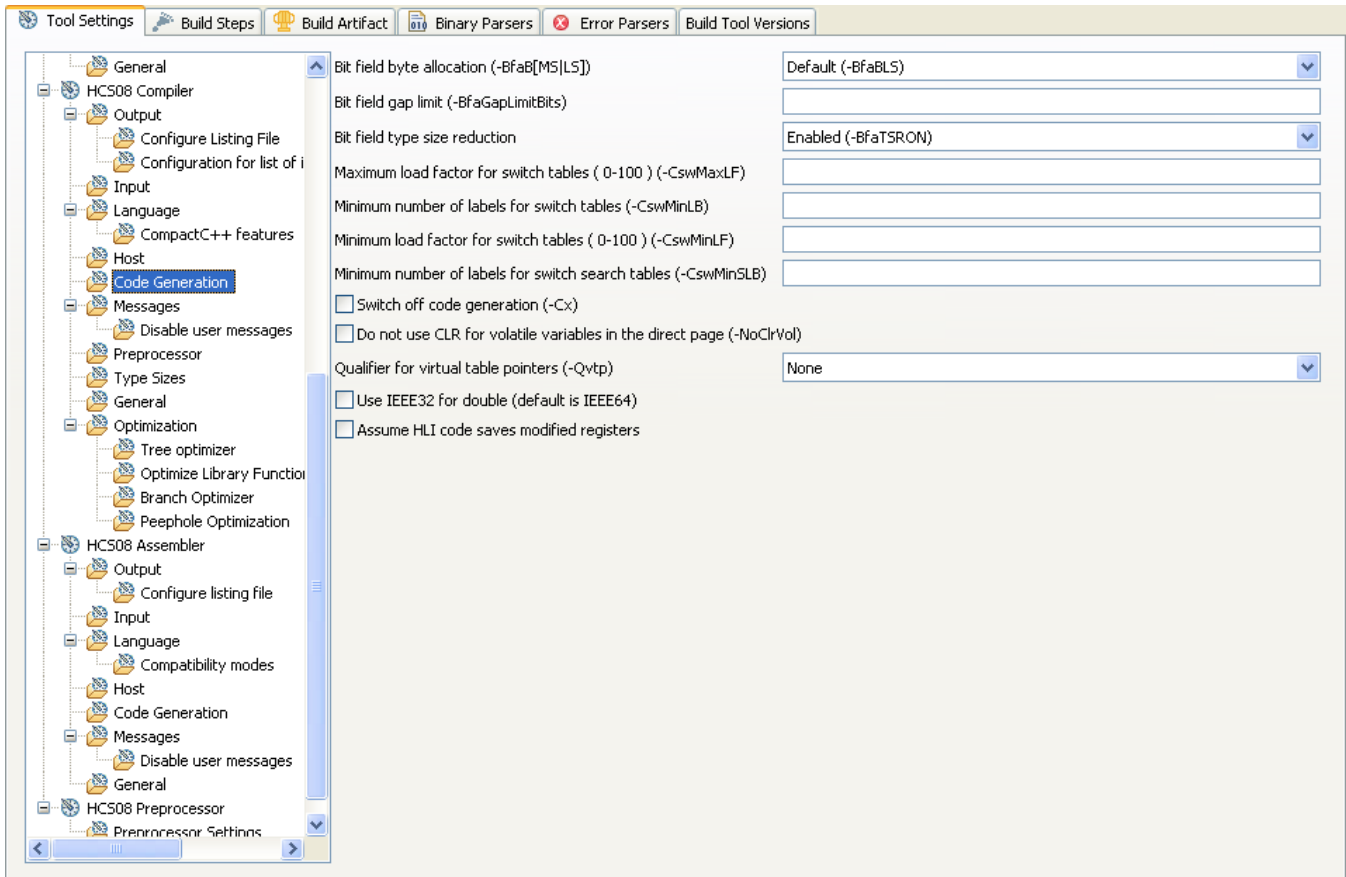 Tool Settings Build Steps Build Artifact Binary Parsers Error Parsers Build Tool Versions
General
HCS08 Compiler
Output
Configure Listing File
Configuration for list of i
Input
Language
CompactC++ features
Host
Code Generation
Messages
Disable user messages
Preprocessor
Type Sizes
General
Optimization
Tree optimizer
Optimize Library Function
Branch Optimizer
Peephole Optimization
HCS08 Assembler
Output
Configure listing file
Input
Language
Compatibility modes
Host
Code Generation
Messages
Disable user messages
General
HCS08 Preprocessor
Preprocessor Settings
Bit field byte allocation (-BfaB[MS|LS]) Default (-BfaBLS)
Bit field gap limit (-BfaGapLimitBits)
Bit field type size reduction Enabled (-BfaTSRON)
Maximum load factor for switch tables ( 0-100 ) (-CswMaxLF)
Minimum number of labels for switch tables (-CswMinLB)
Minimum load factor for switch tables ( 0-100 ) (-CswMinLF)
Minimum number of labels for switch search tables (-CswMinSLB)
Switch off code generation (-Cx)
Do not use CLR for volatile variables in the direct page (-NoClrVol)
Qualifier for virtual table pointers (-Qvtp) None
Use IEEE32 for double (default is IEEE64)
Assume HLI code saves modified registers